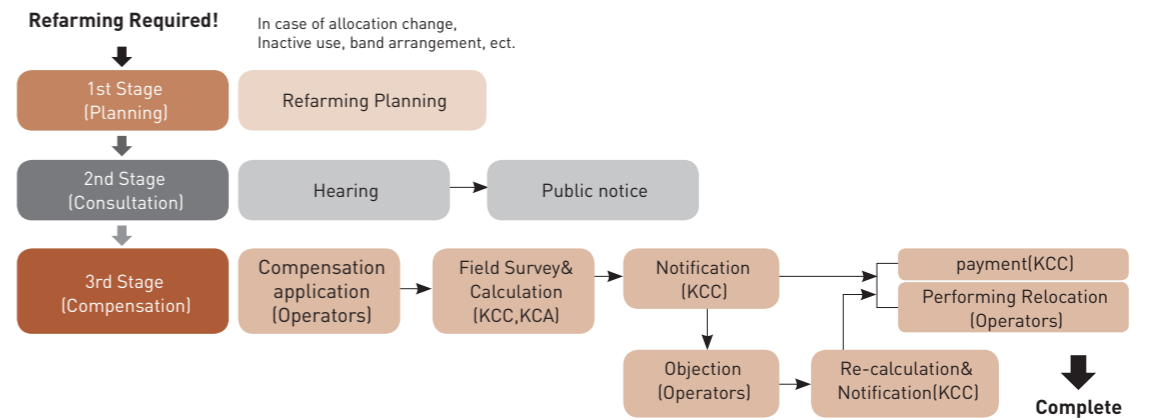 Refarming Required!
In case of allocation change,
Inactive use, band arrangement, ect.
1st Stage
(Planning)
Refarming Planning
2nd Stage
(Consultation)
Hearing
Public notice
3rd Stage
(Compensation)
Compensation
application
(Operators)
Field Survey&
Calculation
(KCC,KCA)
Notification
(KCC)
payment(KCC)
Performing Relocation
(Operators)
Objection
(Operators)
Re-calculation&
Notification(KCC)
Complete